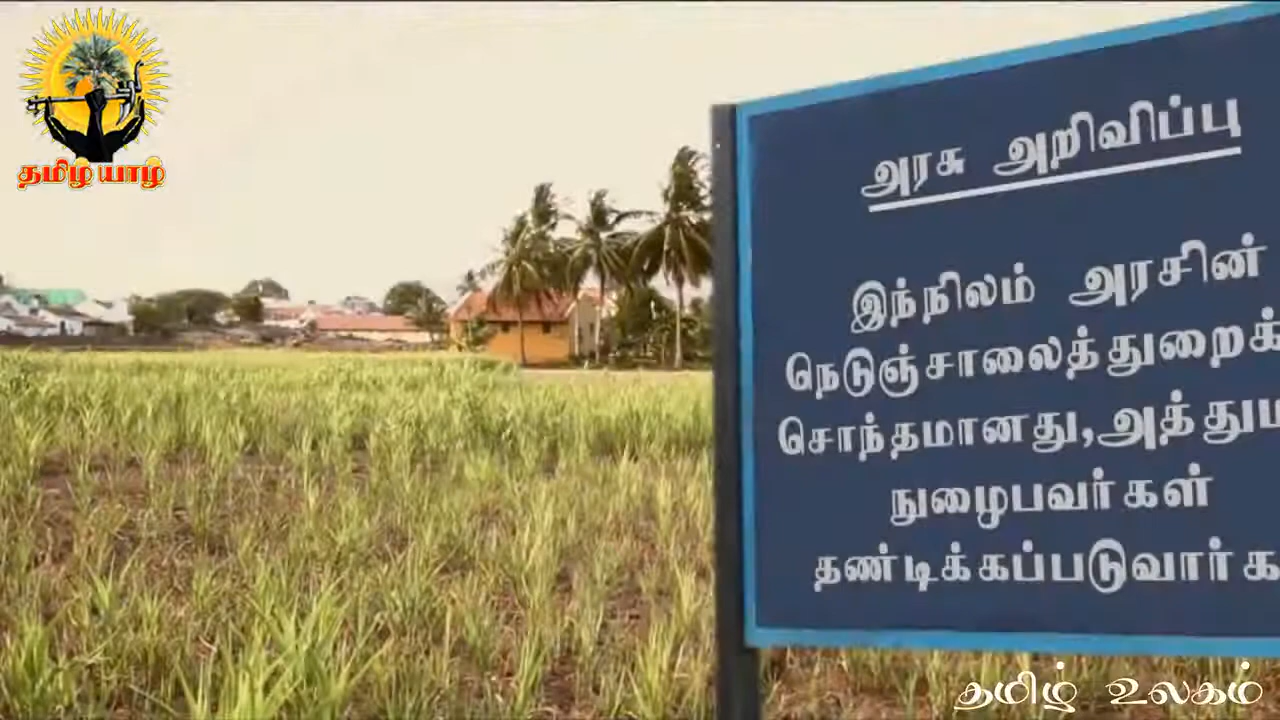 தமிழ் யாழ்
அரசு அறிவிப்பு
இந்நிலம் அரசின்
நெடுஞ்சாலைத்துறைக்
சொந்தமானது,அத்தும
நுழைபவர்கள்
தண்டிக்கப்படுவார்க
தமிழ் உலகம்